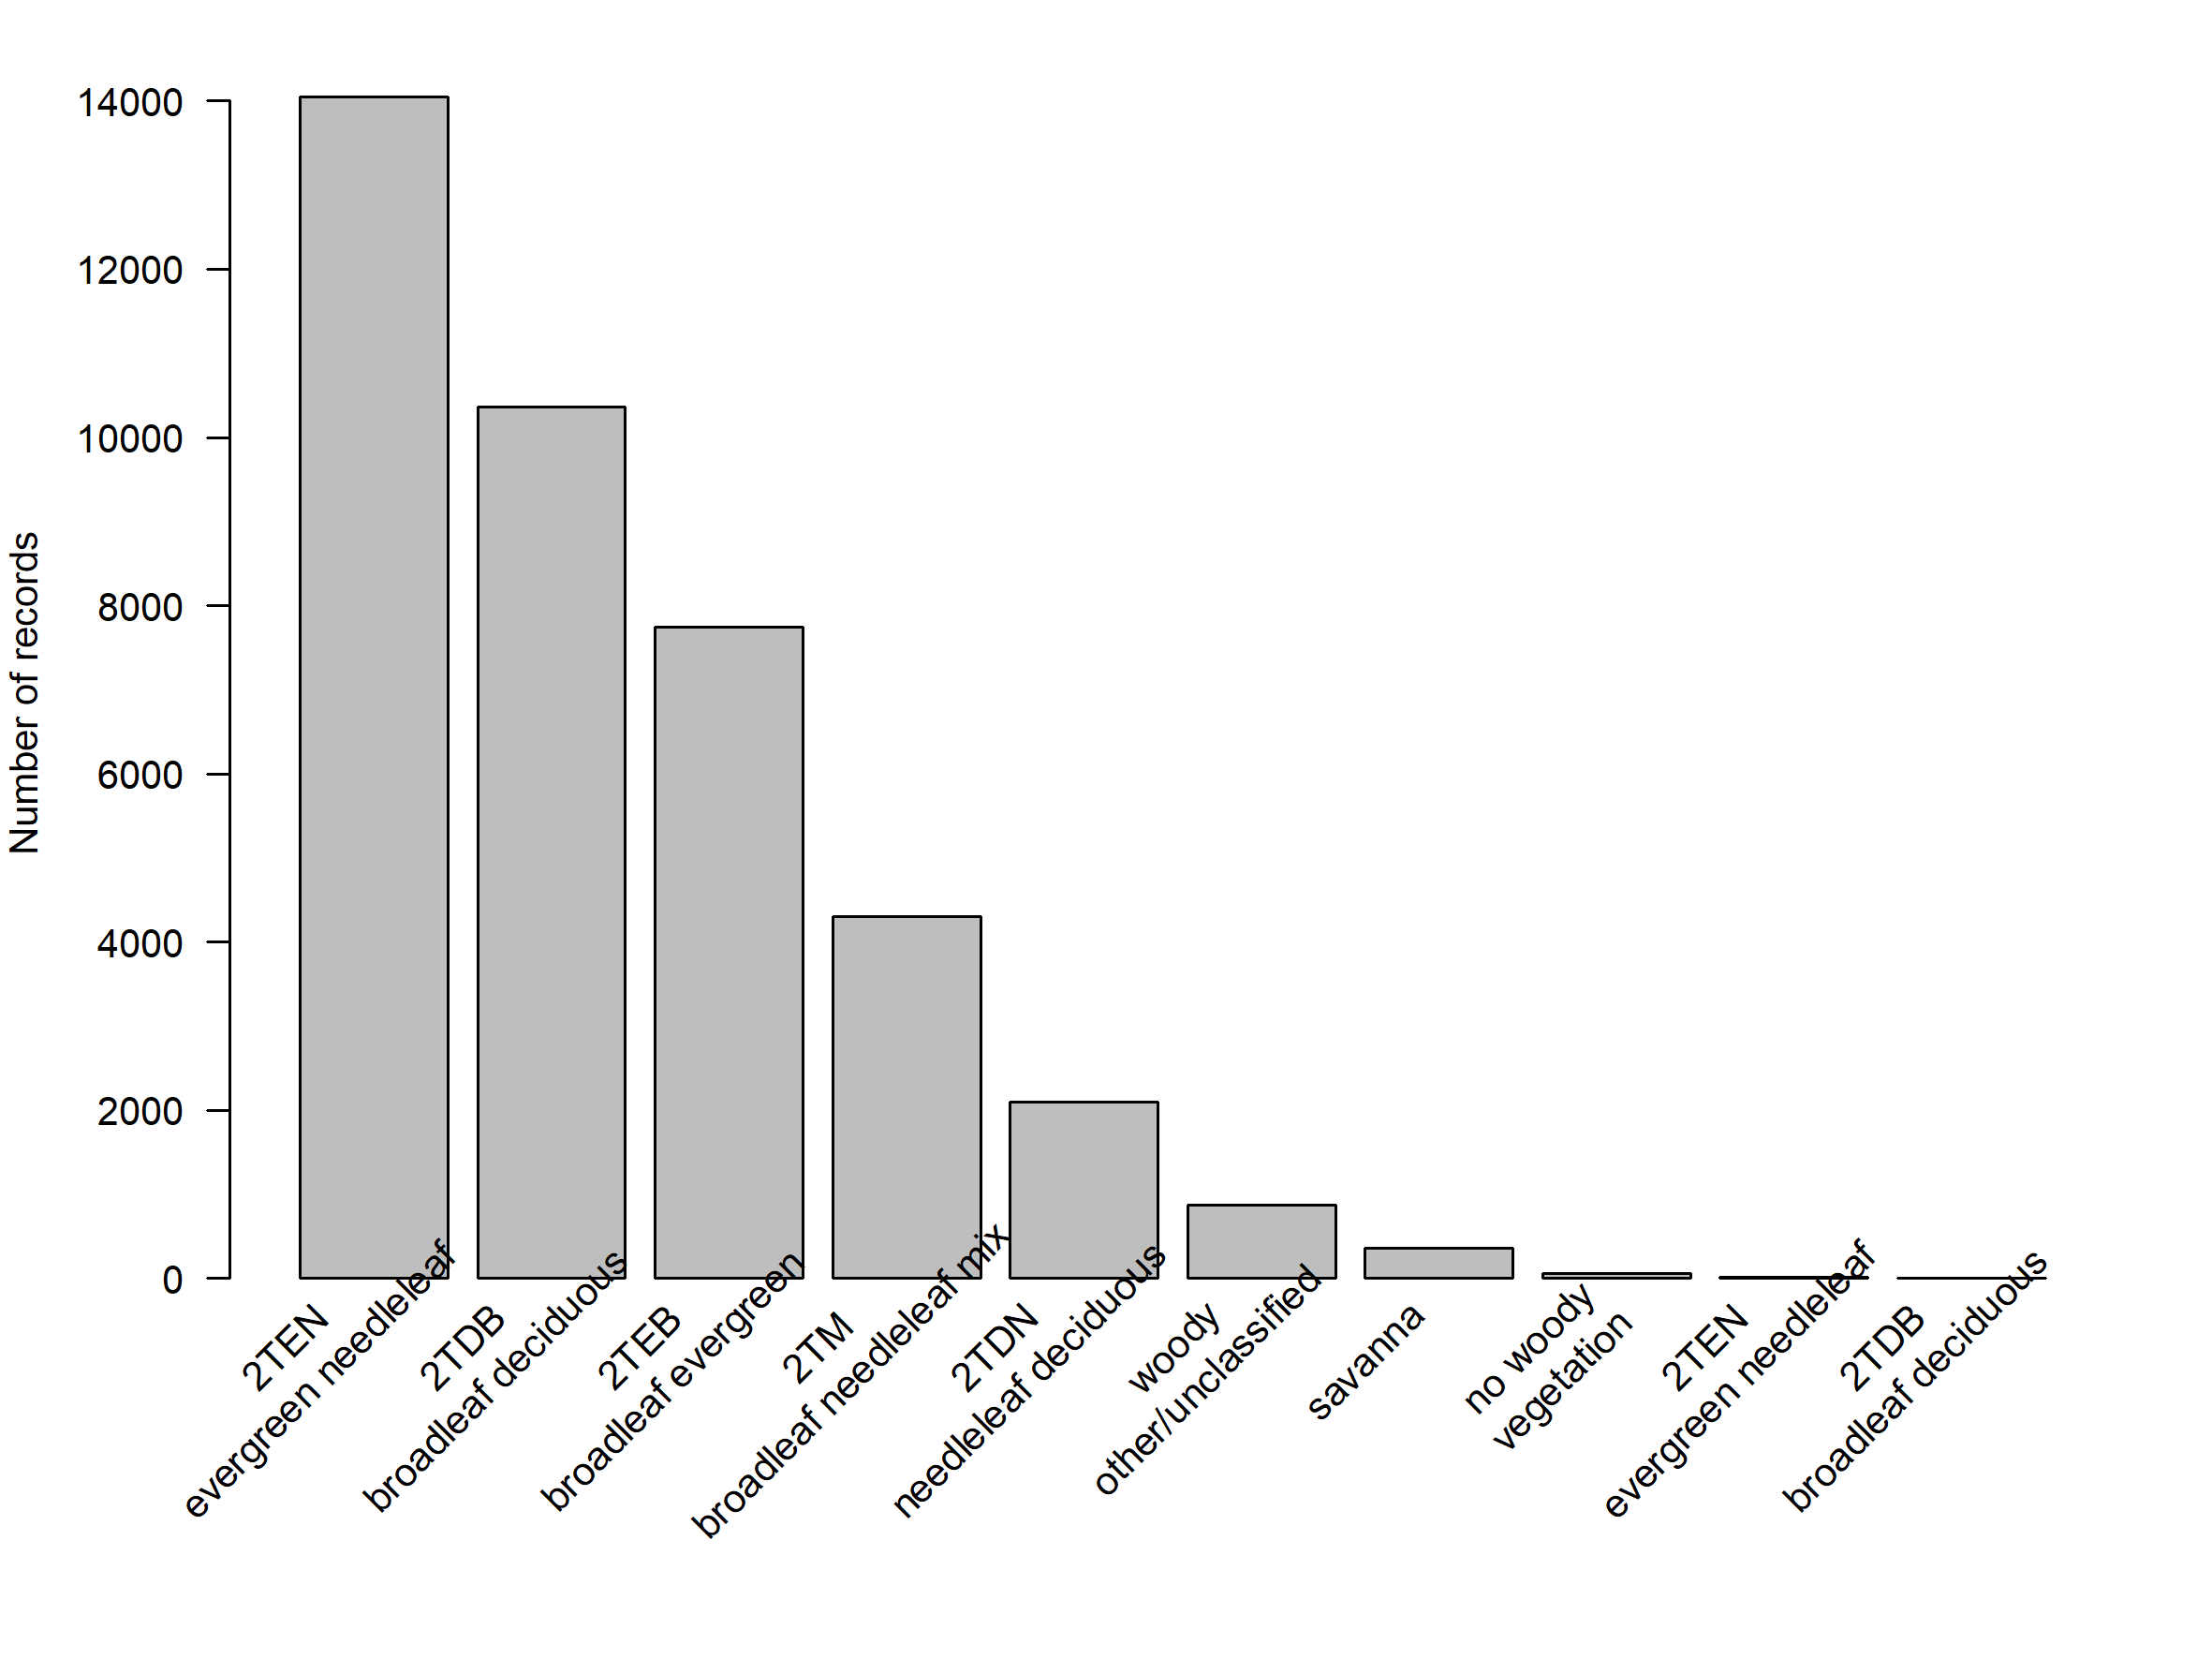 Number of records
14000
12000
10000
8000
6000
4000
2000
0
2TEN
evergreen needleleaf
2TDB
broadleaf deciduous
2TEB
broadleaf evergreen
2TM
broadleaf needleleaf mix
2TDN
needleleaf deciduous
woody
other/unclassified
savanna
no woody
vegetation
2TEN
evergreen needleleaf
2TDB
broadleaf deciduous